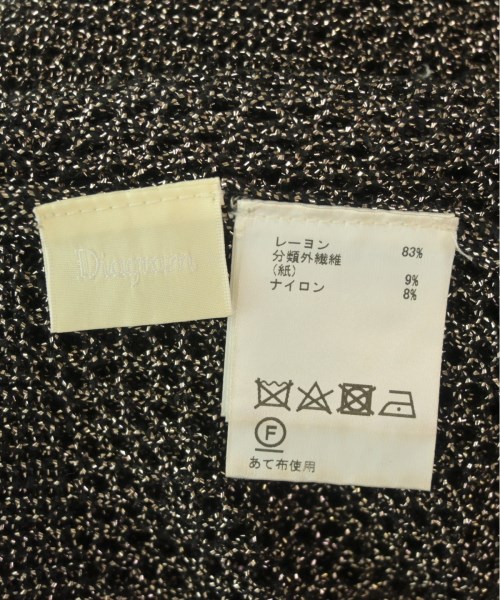 Diagram
レーヨン 83%
分類外繊維
(紙) 9%
ナイロン 8%
F
あて布使用